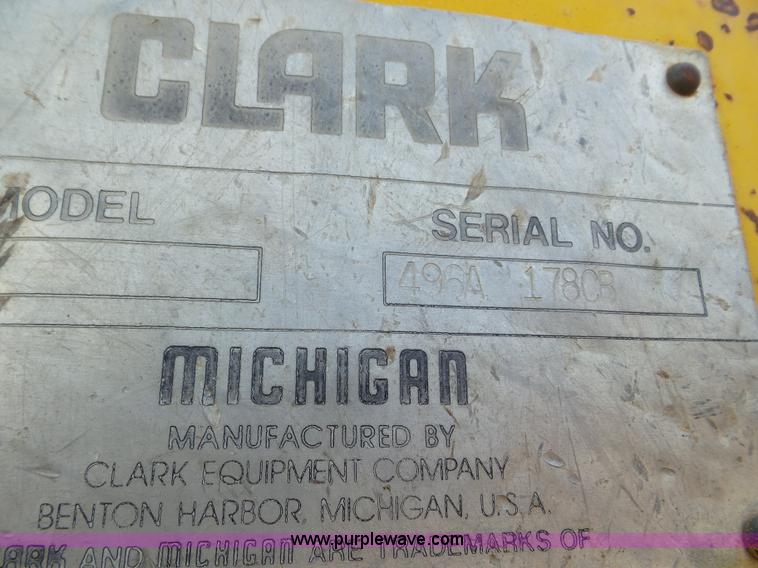 CLARK
MODEL
SERIAL NO.
496A 178CB
MICHIGAN
MANUFACTURED BY
CLARK EQUIPMENT COMPANY
BENTON HARBOR, MICHIGAN, U.S.A.
www.purplewave.com
CLARK AND MICHIGAN ARE TRADEMARKS OF